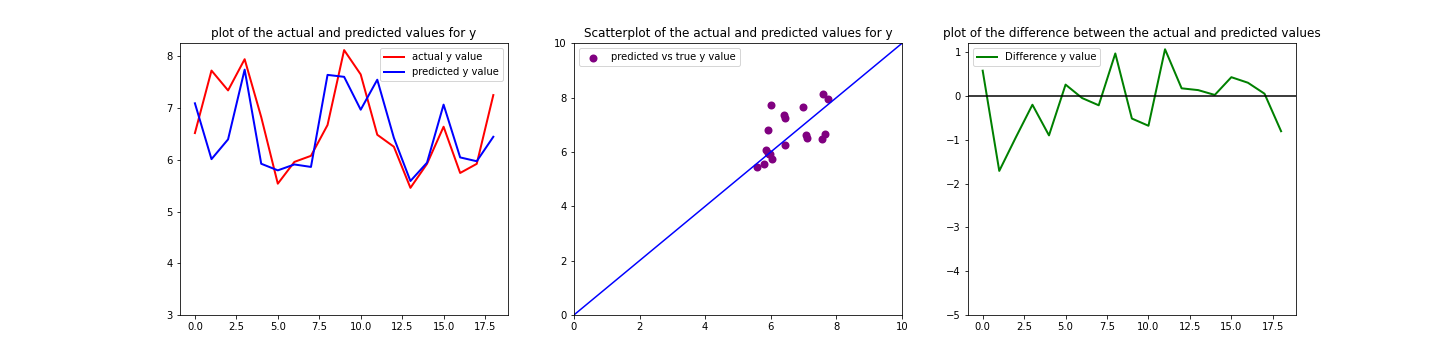 plot of the actual and predicted values for y
actual y value
predicted y value
8
7
6
5
4
3
0.0 2.5 5.0 7.5 10.0 12.5 15.0 17.5
Scatterplot of the actual and predicted values for y
predicted vs true y value
10
8
6
4
2
0
0 2 4 6 8 10
plot of the difference between the actual and predicted values
Difference y value
1
0
−1
−2
−3
−4
−5
0.0 2.5 5.0 7.5 10.0 12.5 15.0 17.5